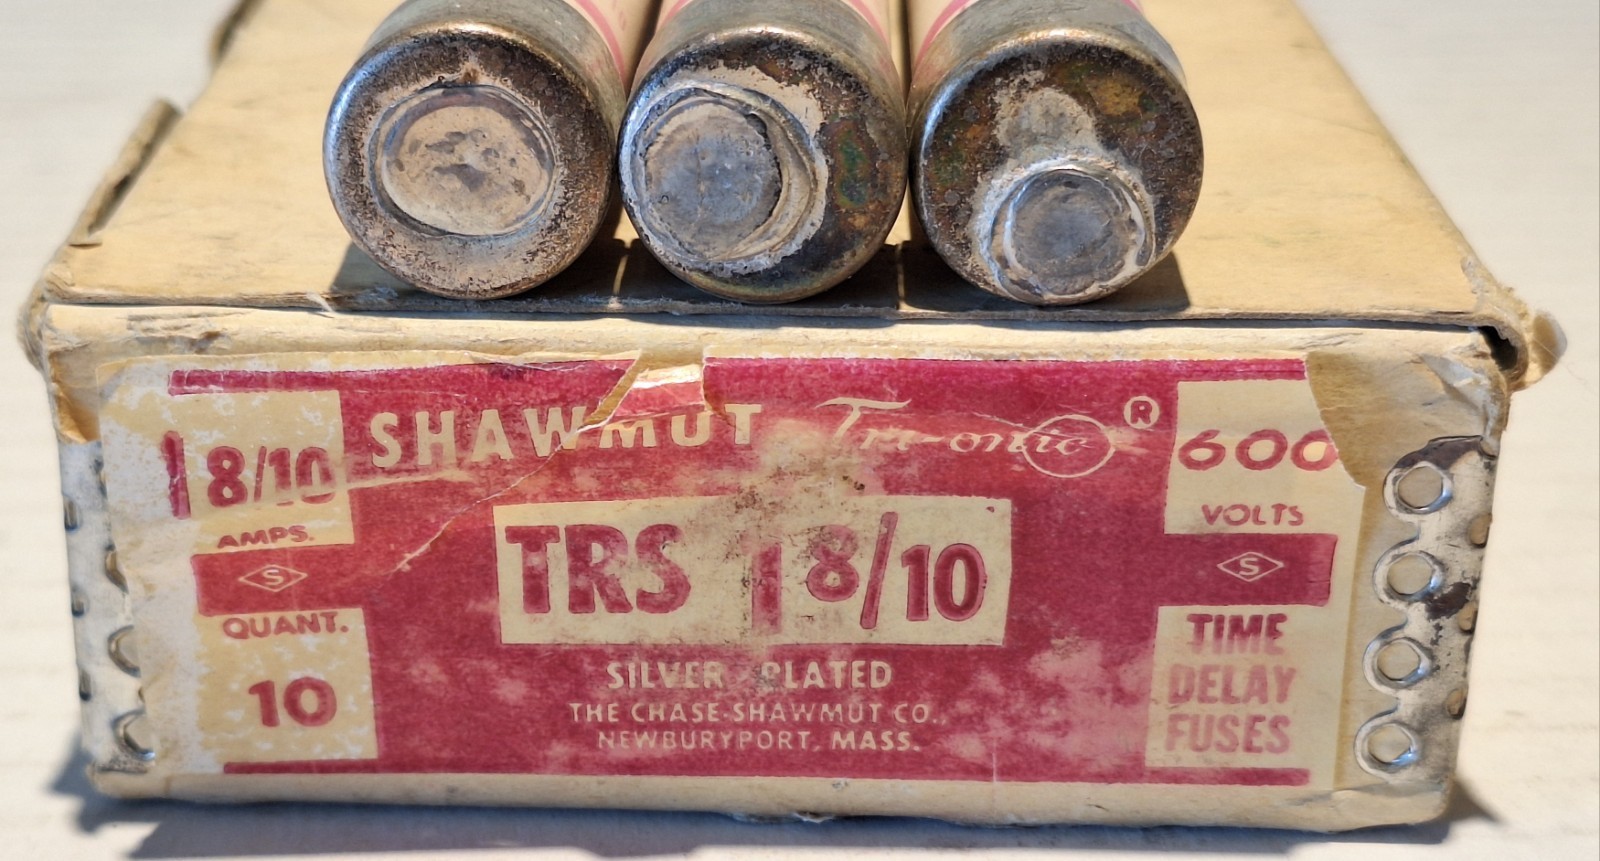 1 8/10
AMPS.
S
QUANT.
10
SHAWMUT Tri-onic ®
TRS 1 8/10
SILVER PLATED
THE CHASE-SHAWMUT CO.,
NEWBURYPORT, MASS.
600
VOLTS
S
TIME
DELAY
FUSES